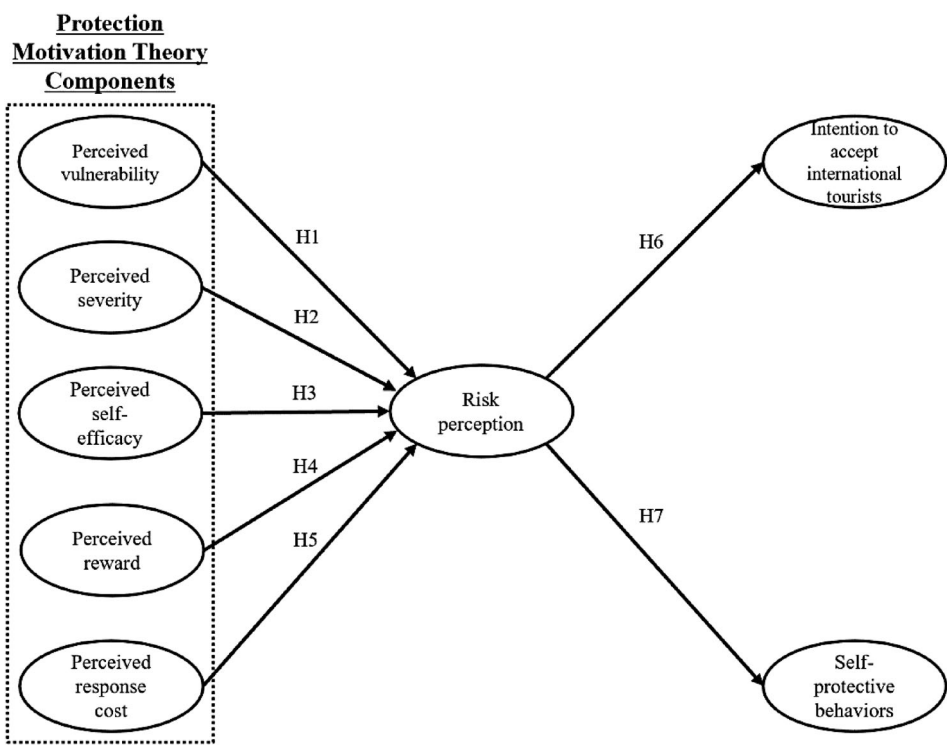 Protection
Motivation Theory
Components
Perceived
vulnerability
Perceived
severity
Perceived
self-
efficacy
Perceived
reward
Perceived
response
cost
H1
H2
H3
H4
H5
Risk
perception
H6
H7
Intention to
accept
international
tourists
Self-
protective
behaviors